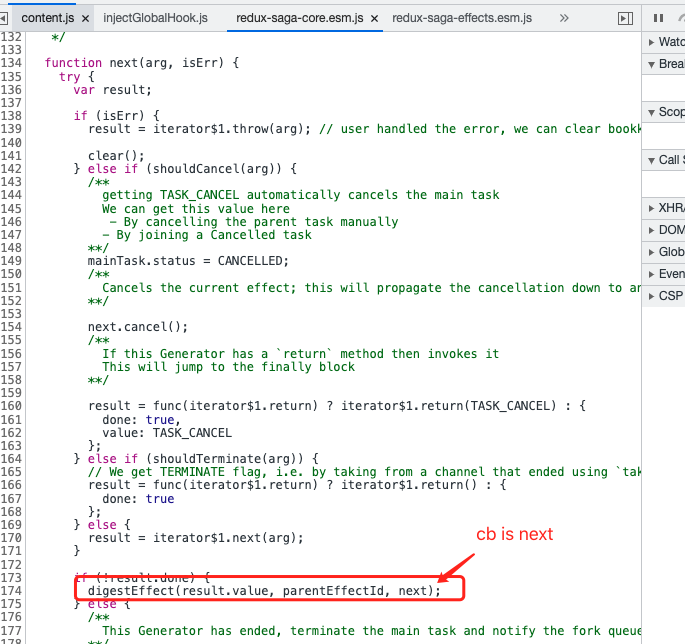 content.js × injectGlobalHook.js redux-saga-core.esm.js × redux-saga-effects.esm.js »
132 */
133
134 function next(arg, isErr) {
135 try {
136 var result;
137
138 if (isErr) {
139 result = iterator$1.throw(arg); // user handled the error, we can clear bookk
140
141 clear();
142 } else if (shouldCancel(arg)) {
143 /**
144 getting TASK_CANCEL automatically cancels the main task
145 We can get this value here
146 - By cancelling the parent task manually
147 - By joining a Cancelled task
148 **/
149 mainTask.status = CANCELLED;
150 /**
151 Cancels the current effect; this will propagate the cancellation down to an
152 **/
153
154 next.cancel();
155 /**
156 If this Generator has a `return` method then invokes it
157 This will jump to the finally block
158 **/
159
160 result = func(iterator$1.return) ? iterator$1.return(TASK_CANCEL) : {
161 done: true,
162 value: TASK_CANCEL
163 };
164 } else if (shouldTerminate(arg)) {
165 // We get TERMINATE flag, i.e. by taking from a channel that ended using `tak
166 result = func(iterator$1.return) ? iterator$1.return() : {
167 done: true
168 };
169 } else {
170 result = iterator$1.next(arg);
171 }
172
173 if (!result.done) {
174 digestEffect(result.value, parentEffectId, next);
175 } else {
176 /**
177 This Generator has ended, terminate the main task and notify the fork queue
178 **/
cb is next
Watc
Brea
Scop
Call S
XHR/
DOM
Glob
Even
CSP